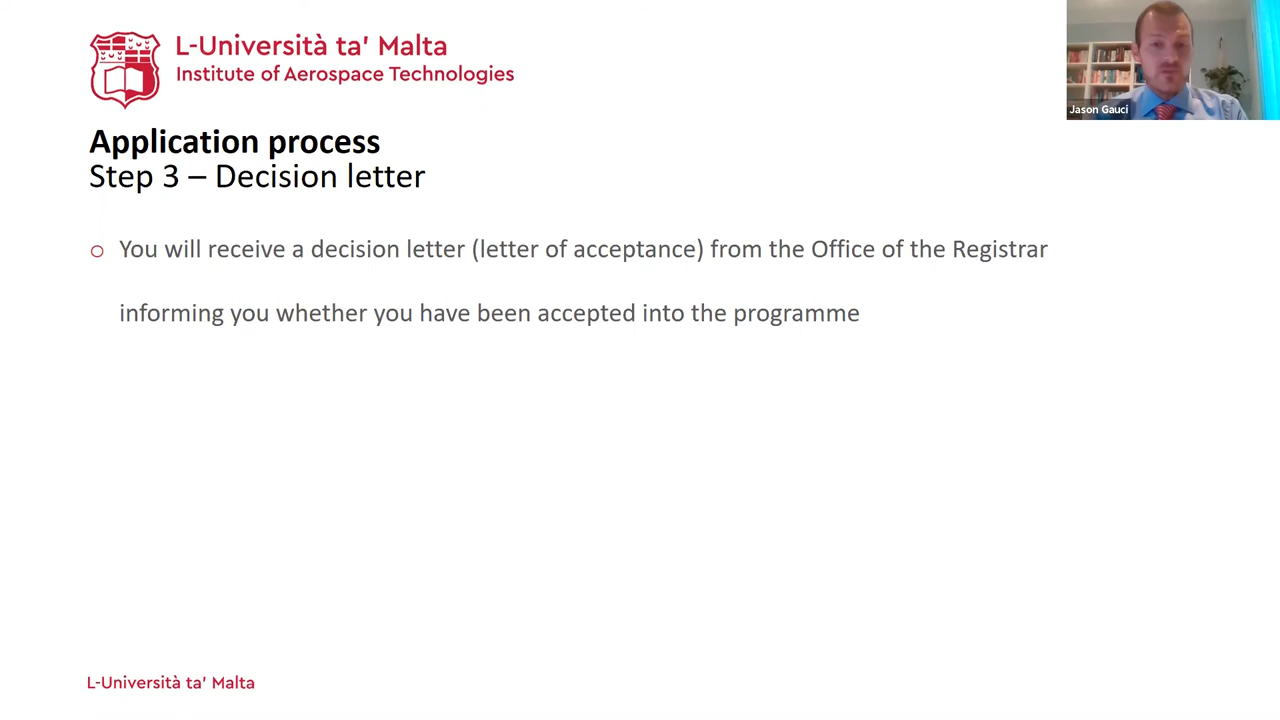 L-Università ta' Malta
Institute of Aerospace Technologies
Jason Gauci
Application process
Step 3 – Decision letter
You will receive a decision letter (letter of acceptance) from the Office of the Registrar
informing you whether you have been accepted into the programme
L-Università ta' Malta